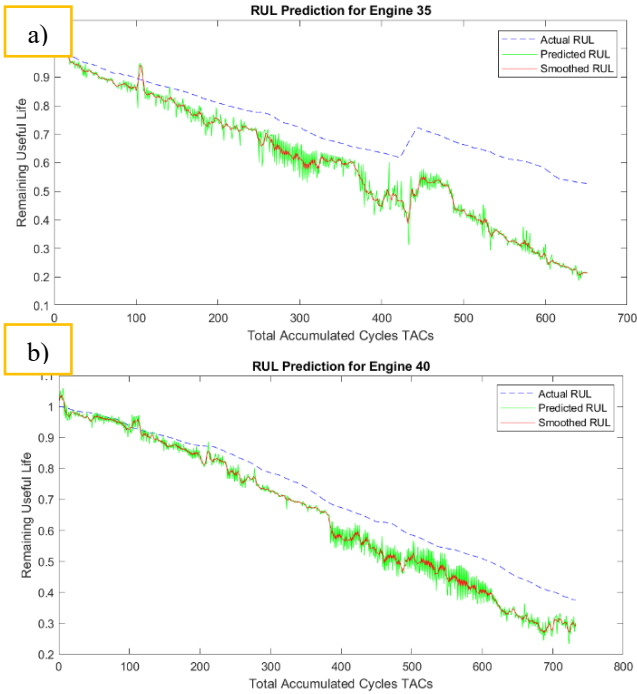 a)
RUL Prediction for Engine 35
Actual RUL
Predicted RUL
Smoothed RUL
0.9
0.8
0.7
0.6
0.5
0.4
0.3
0.2
0.1
Remaining Useful Life
0 100 200 300 400 500 600 700
Total Accumulated Cycles TACs
b)
RUL Prediction for Engine 40
Actual RUL
Predicted RUL
Smoothed RUL
1.1
1
0.9
0.8
0.7
0.6
0.5
0.4
0.3
0.2
Remaining Useful Life
0 100 200 300 400 500 600 700 800
Total Accumulated Cycles TACs